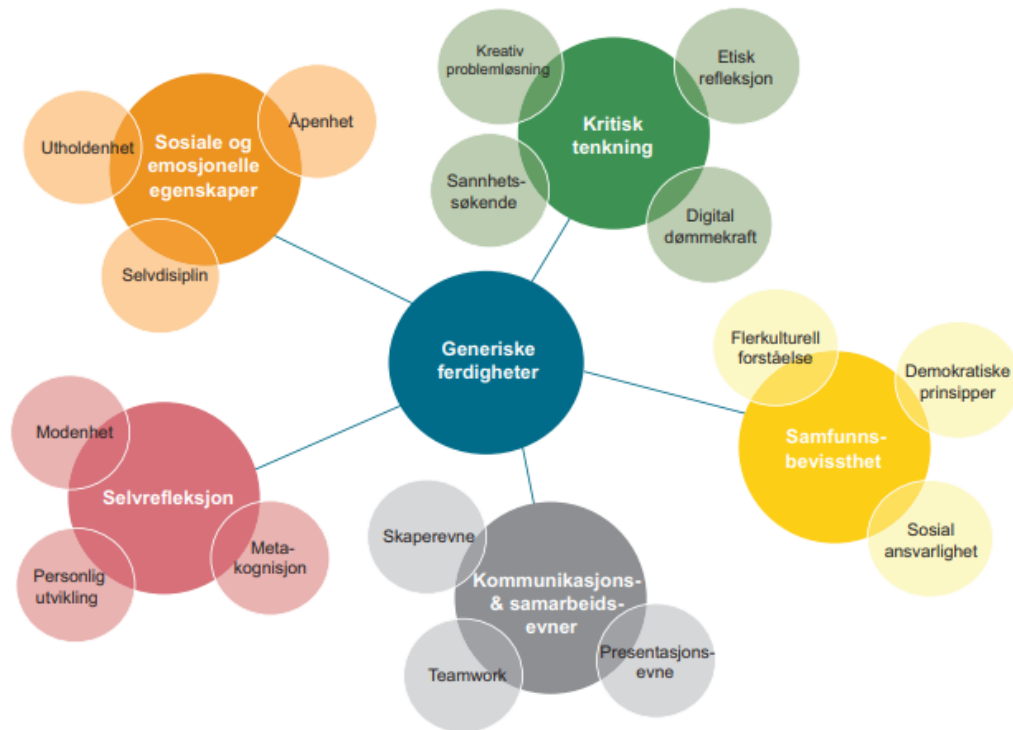 Kreativ
problemløsning
Etisk
refleksjon
Kritisk
tenkning
Sannhets-
søkende
Digital
dømmekraft
Åpenhet
Utholdenhet
Sosiale og
emosjonelle
egenskaper
Selvdisiplin
Generiske
ferdigheter
Flerkulturell
forståelse
Demokratiske
prinsipper
Samfunns-
bevissthet
Sosial
ansvarlighet
Modenhet
Selvrefleksjon
Meta-
kognisjon
Personlig
utvikling
Skaperevne
Kommunikasjons-
& samarbeids-
evner
Teamwork
Presentasjons-
evne